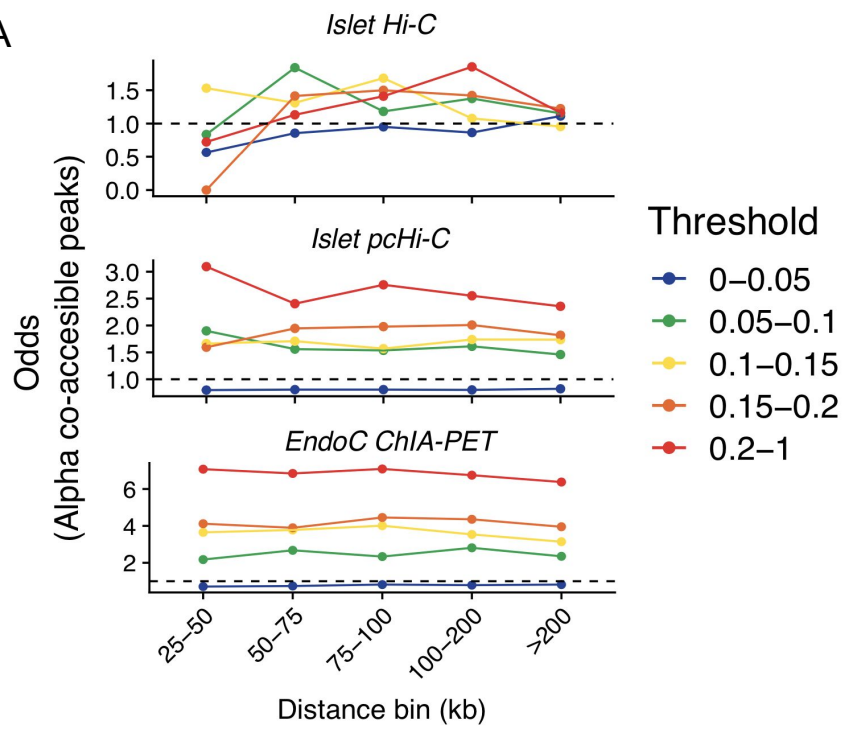 A
Islet Hi-C
1.5
1.0
0.5
0.0
Islet pcHi-C
3.0
2.5
2.0
1.5
1.0
EndoC ChIA-PET
6
4
2
Odds
(Alpha co-accesible peaks)
25–50
50–75
75–100
100–200
>200
Distance bin (kb)
Threshold
0–0.05
0.05–0.1
0.1–0.15
0.15–0.2
0.2–1